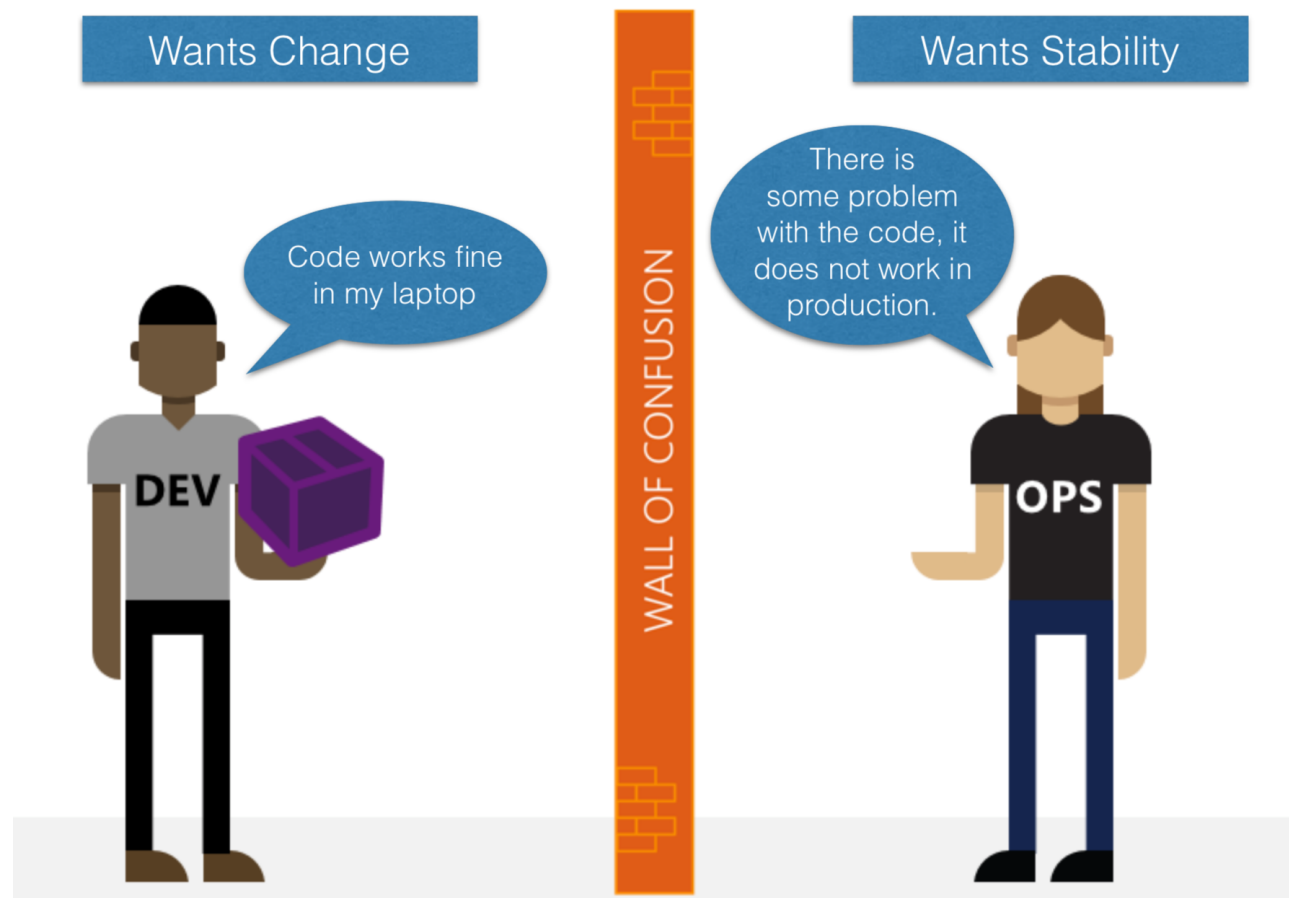 Wants Change
Wants Stability
Code works fine
in my laptop
There is
some problem
with the code, it
does not work in
production.
WALL OF CONFUSION
DEV
OPS